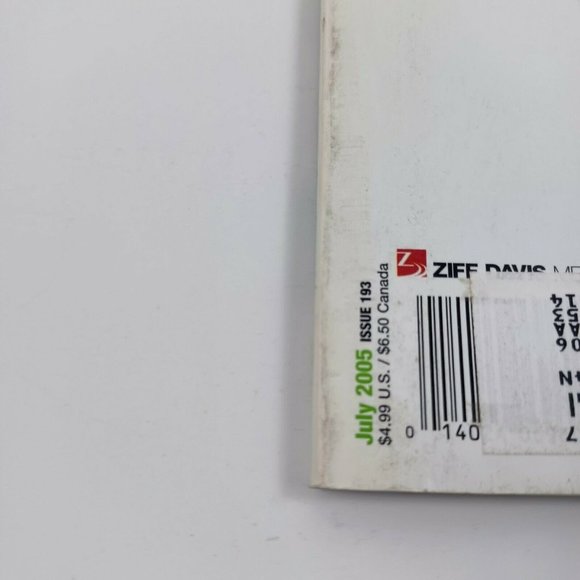 ZIFF DAVIS
July 2005 ISSUE 193
$4.99 U.S. / $6.50 Canada
0 140